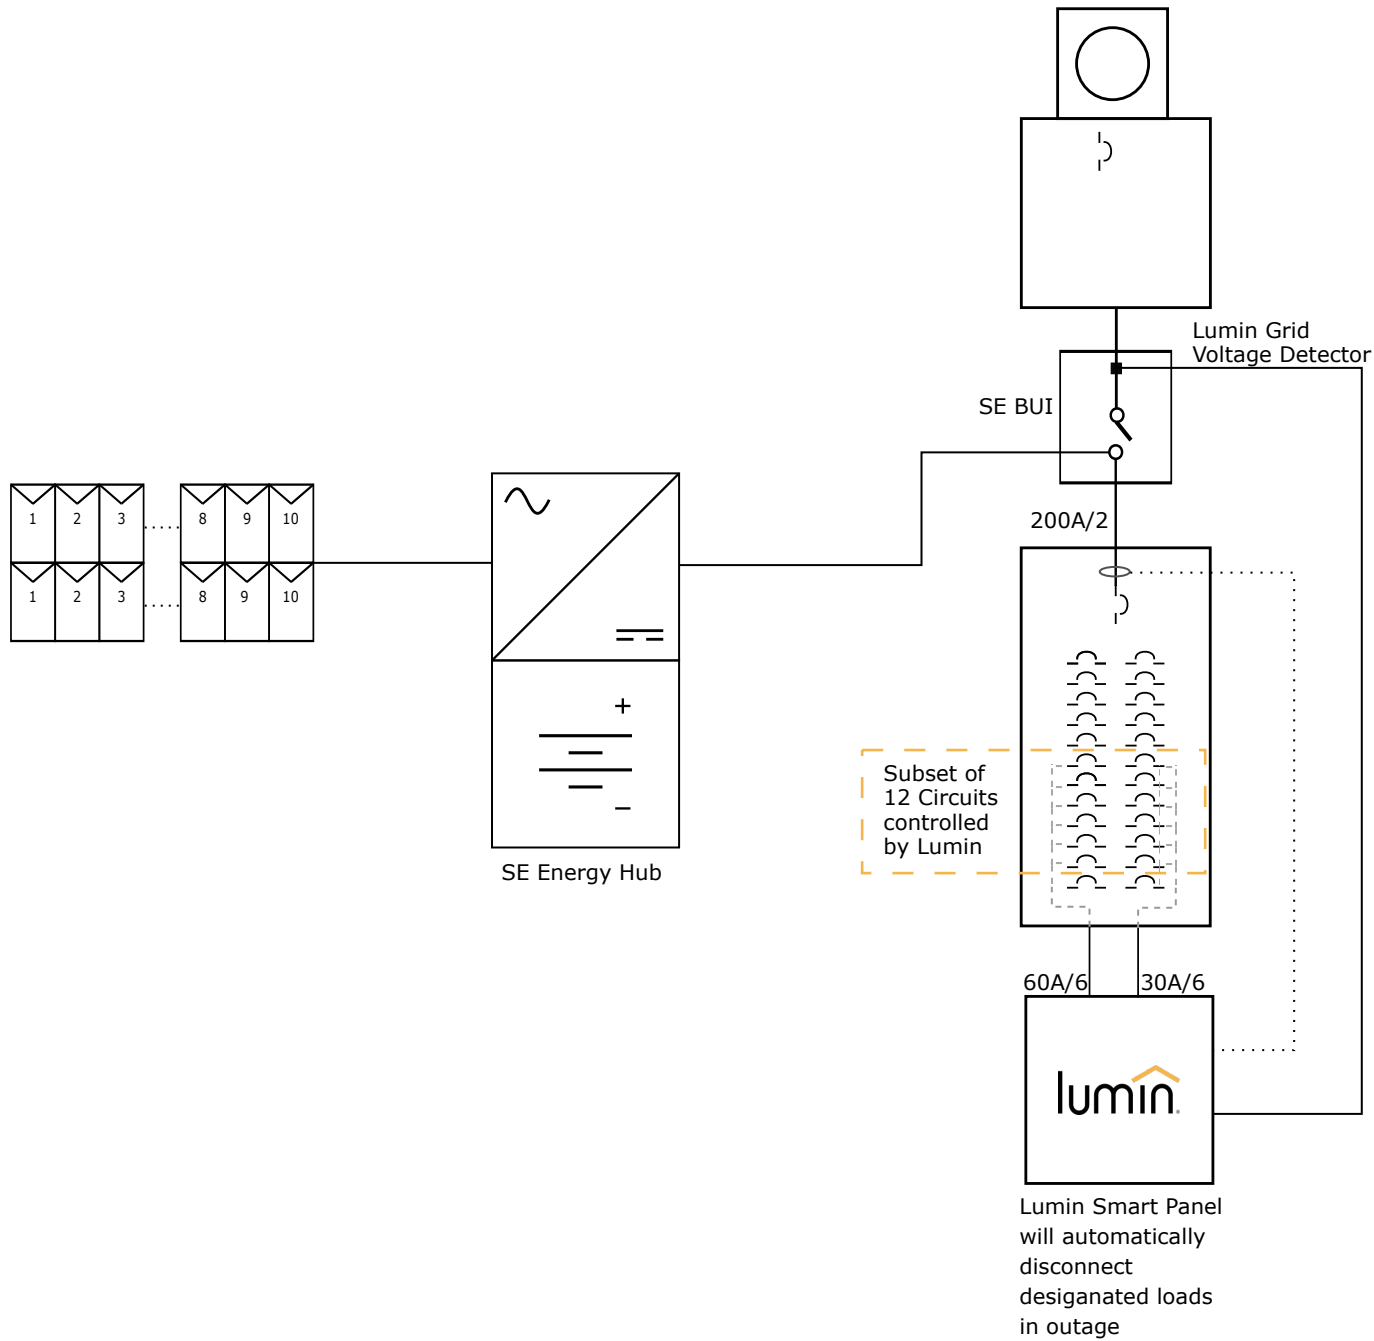 Lumin Grid
Voltage Detector
SE BUI
200A/2
1 2 3 8 9 10
1 2 3 8 9 10
+
−
SE Energy Hub
Subset of
12 Circuits
controlled
by Lumin
60A/6
30A/6
lumin
Lumin Smart Panel
will automatically
disconnect
desiganated loads
in outage